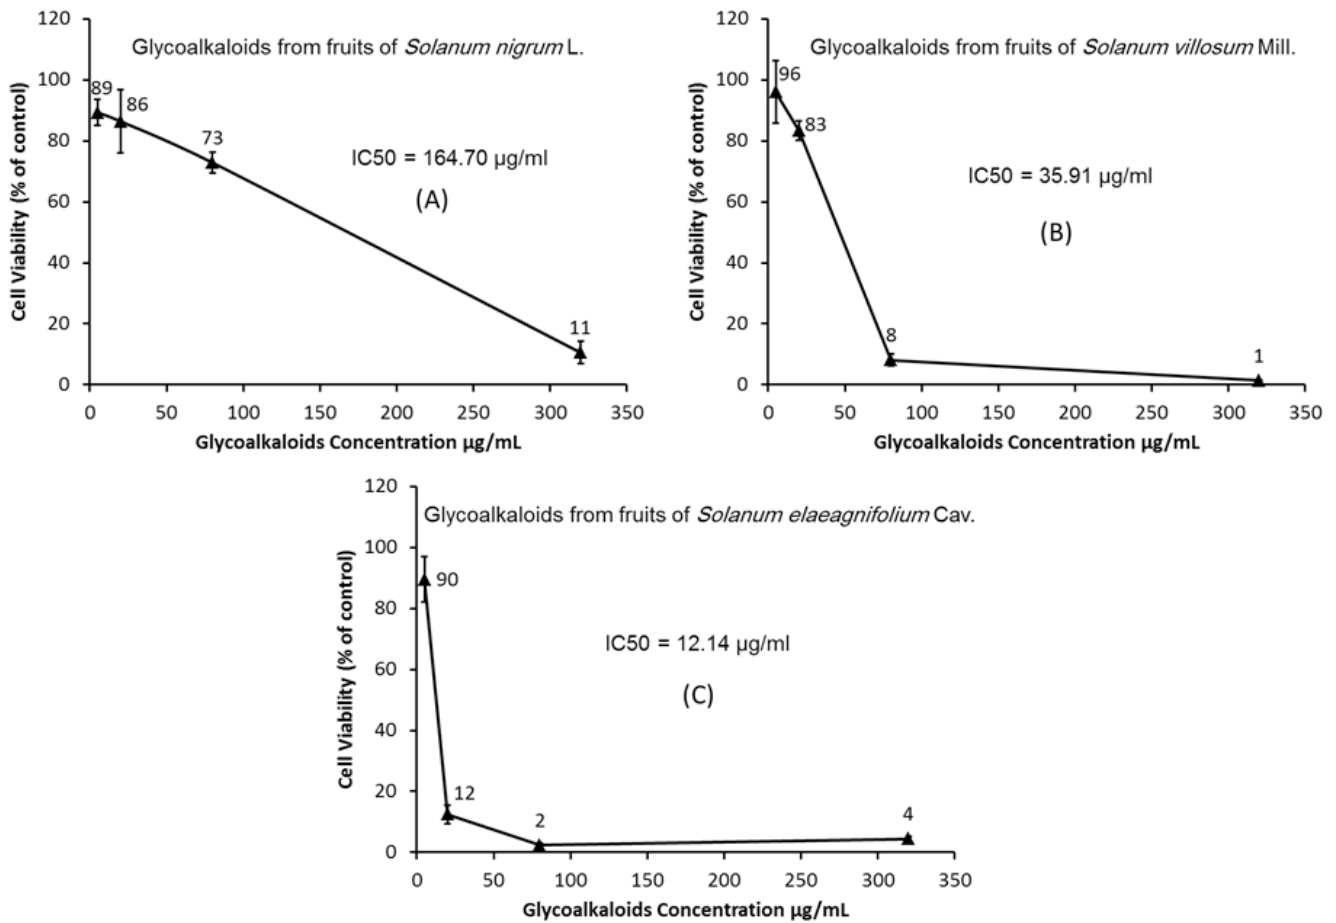 120
100
80
60
40
20
0
Cell Viability (% of control)
Glycoalkaloids from fruits of Solanum nigrum L.
89
86
73
11
IC50 = 164.70 µg/ml
(A)
0 50 100 150 200 250 300 350
Glycoalkaloids Concentration µg/mL
120
100
80
60
40
20
0
Cell Viability (% of control)
Glycoalkaloids from fruits of Solanum villosum Mill.
96
83
8
1
IC50 = 35.91 µg/ml
(B)
0 50 100 150 200 250 300 350
Glycoalkaloids Concentration µg/mL
120
100
80
60
40
20
0
Cell Viability (% of control)
Glycoalkaloids from fruits of Solanum elaeagnifolium Cav.
90
12
2
4
IC50 = 12.14 µg/ml
(C)
0 50 100 150 200 250 300 350
Glycoalkaloids Concentration µg/mL